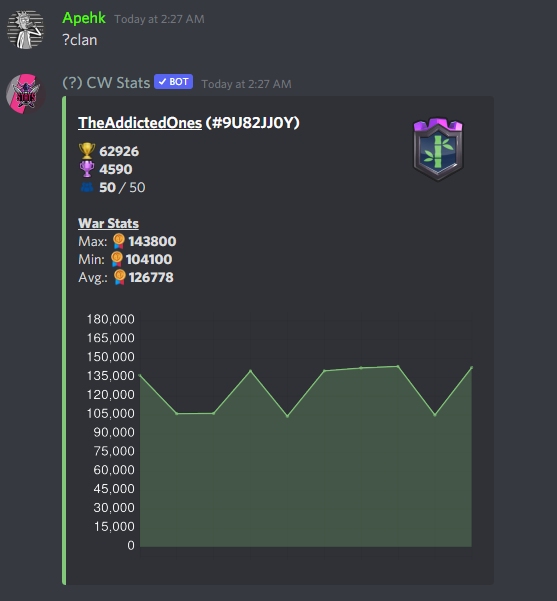 Apehk Today at 2:27 AM
?clan
(?) CW Stats ✓ BOT Today at 2:27 AM
TheAddictedOnes (#9U82JJ0Y)
62926
4590
50 / 50
War Stats
Max: 143800
Min: 104100
Avg.: 126778
180,000
165,000
150,000
135,000
120,000
105,000
90,000
75,000
60,000
45,000
30,000
15,000
0